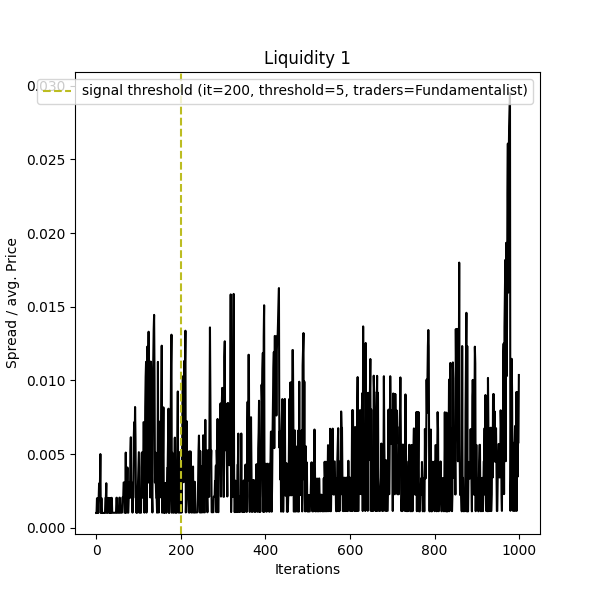 Liquidity 1
signal threshold (it=200, threshold=5, traders=Fundamentalist)
0.030
0.025
0.020
0.015
0.010
0.005
0.000
Spread / avg. Price
0 200 400 600 800 1000
Iterations